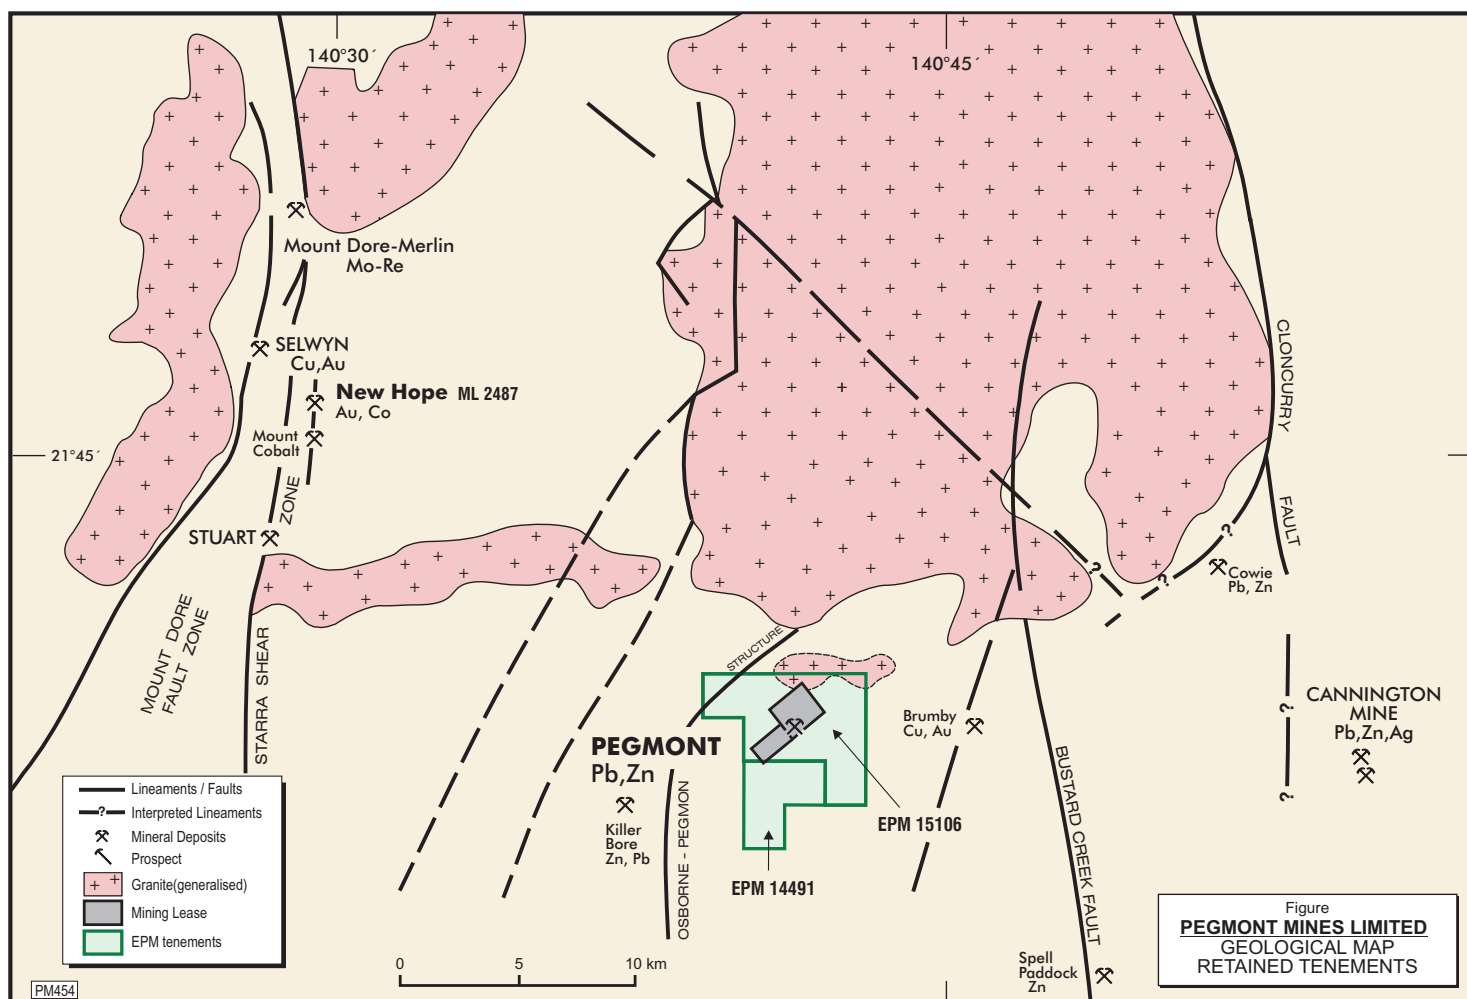 140°30´
140°45´
Mount Dore-Merlin
Mo-Re
SELWYN
Cu,Au
New Hope ML 2487
Au, Co
Mount
Cobalt
21°45´
ZONE
STUART
CLONCURRY
FAULT
?
?
?
Cowie
Pb, Zn
MOUNT DORE
FAULT ZONE
STARRA SHEAR
STRUCTURE
PEGMONT
Pb,Zn
Killer
Bore
Zn, Pb
OSBORNE - PEGMON
Brumby
Cu, Au
EPM 15106
EPM 14491
BUSTARD CREEK FAULT
?
?
CANNINGTON
MINE
Pb,Zn,Ag
Spell
Paddock
Zn
Lineaments / Faults
? Interpreted Lineaments
Mineral Deposits
Prospect
Granite(generalised)
Mining Lease
EPM tenements
0 5 10 km
PM454
Figure
PEGMONT MINES LIMITED
GEOLOGICAL MAP
RETAINED TENEMENTS